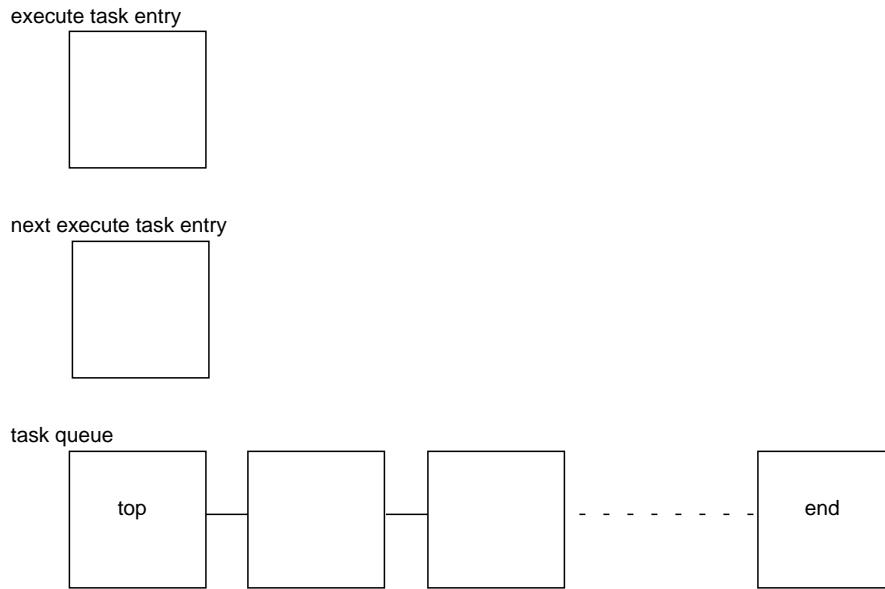 execute task entry
next execute task entry
task queue
top
end